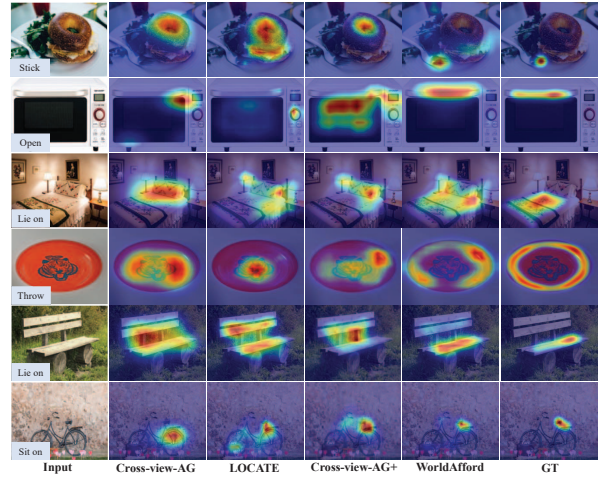 Stick
Open
Lie on
Throw
Lie on
Sit on
Input Cross-view-AG LOCATE Cross-view-AG+ WorldAfford GT